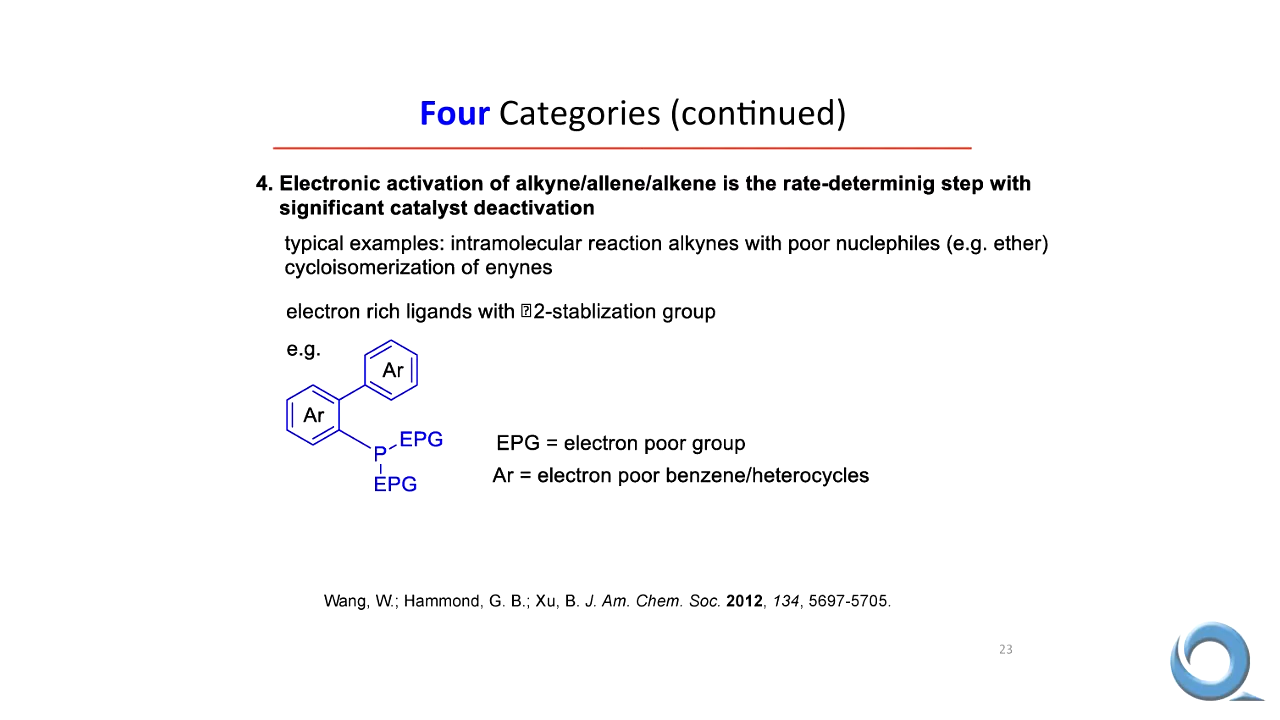 Four Categories (continued)
4. Electronic activation of alkyne/allene/alkene is the rate-determinig step with
significant catalyst deactivation
typical examples: intramolecular reaction alkynes with poor nuclephiles (e.g. ether)
cycloisomerization of enynes
electron rich ligands with 2-stablization group
e.g.
Ar
Ar
EPG
P
EPG
EPG = electron poor group
Ar = electron poor benzene/heterocycles
Wang, W.; Hammond, G. B.; Xu, B. J. Am. Chem. Soc. 2012, 134, 5697-5705.
23